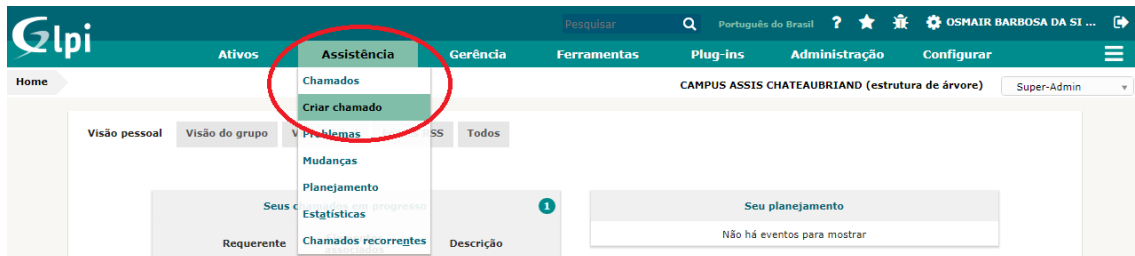 Glpi
Pesquisar Português do Brasil ? OSMAIR BARBOSA DA SI ...
Ativos Assistência Gerência Ferramentas Plug-ins Administração Configurar
Home
CAMPUS ASSIS CHATEAUBRIAND (estrutura de árvore) Super-Admin
Chamados
Criar chamado
Problemas
Mudanças
Planejamento
Estatísticas
Chamados recorrentes
Visão pessoal Visão do grupo V SS Todos
Seus chamados em progresso 1
Requerente associados Descrição
Seu planejamento
Não há eventos para mostrar